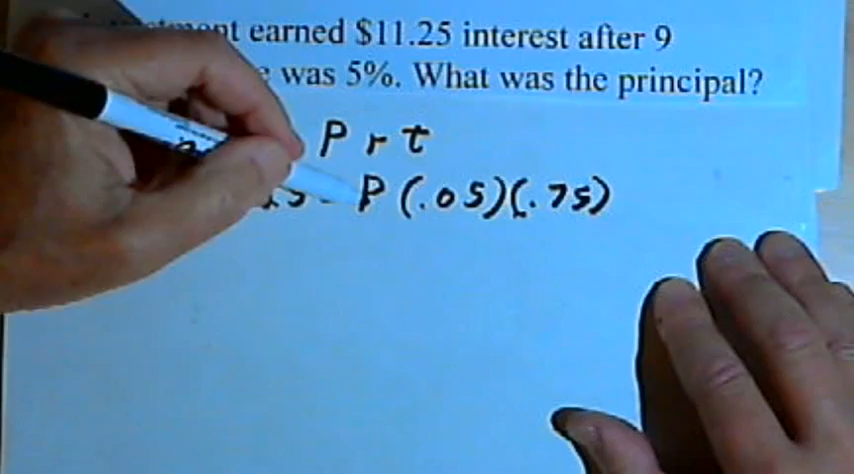 earned $11.25 interest after 9
was 5%. What was the principal?
P r t
P (.05)(.75)